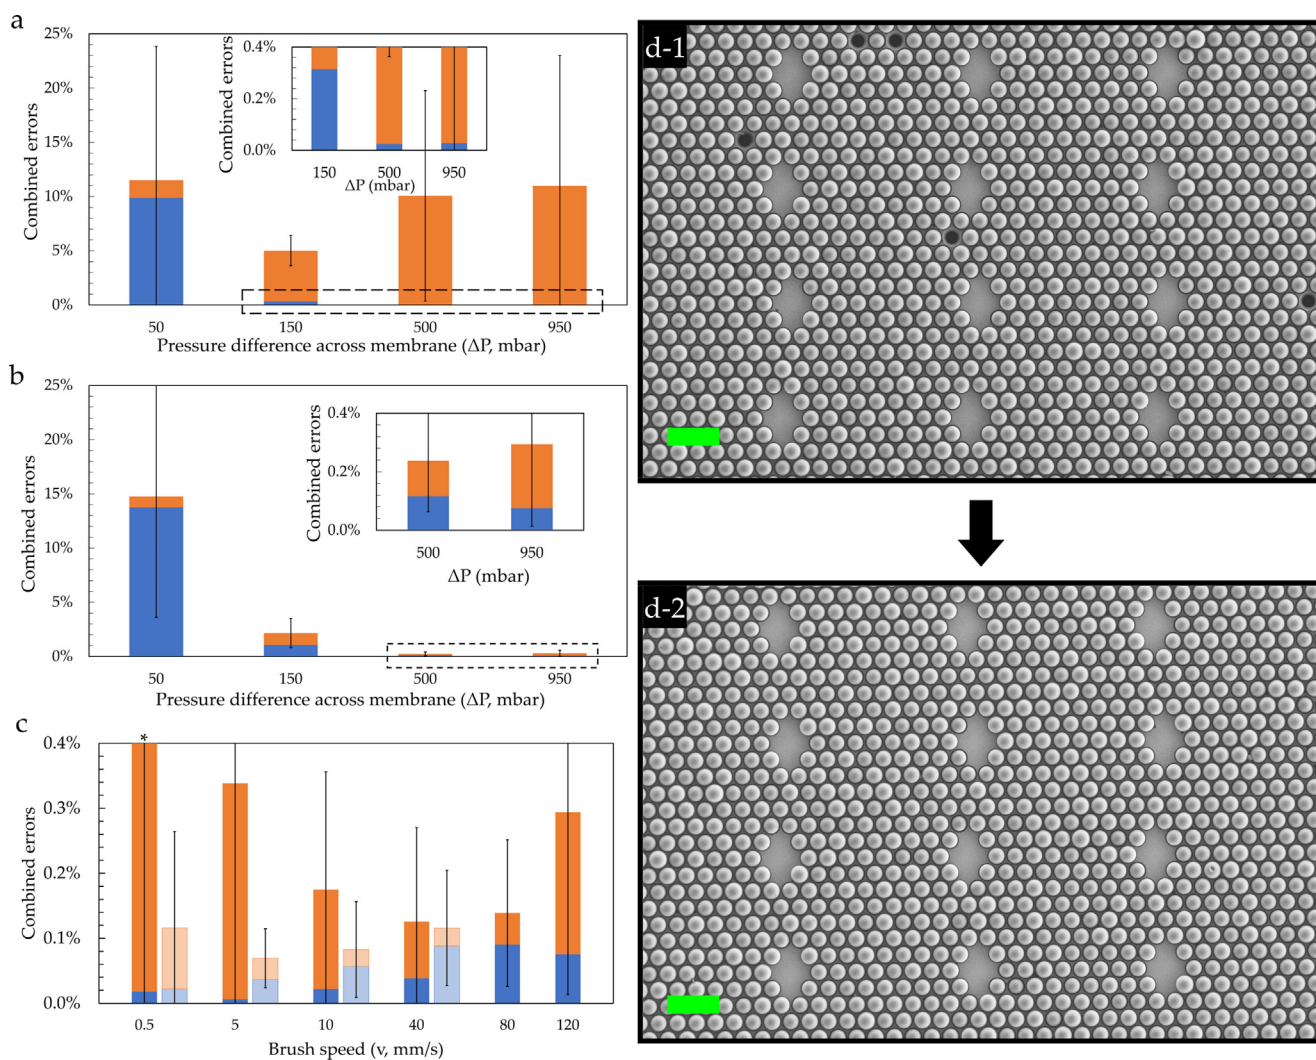 a
Combined errors
25%
20%
15%
10%
5%
0%
50
150
500
950
Pressure difference across membrane (ΔP, mbar)
Combined errors
0.4%
0.2%
0.0%
150
500
950
ΔP (mbar)
b
Combined errors
25%
20%
15%
10%
5%
0%
50
150
500
950
Pressure difference across membrane (ΔP, mbar)
Combined errors
0.4%
0.2%
0.0%
500
950
ΔP (mbar)
c
Combined errors
0.4%
0.3%
0.2%
0.1%
0.0%
*
0.5
5
10
40
80
120
Brush speed (v, mm/s)
d-1
d-2